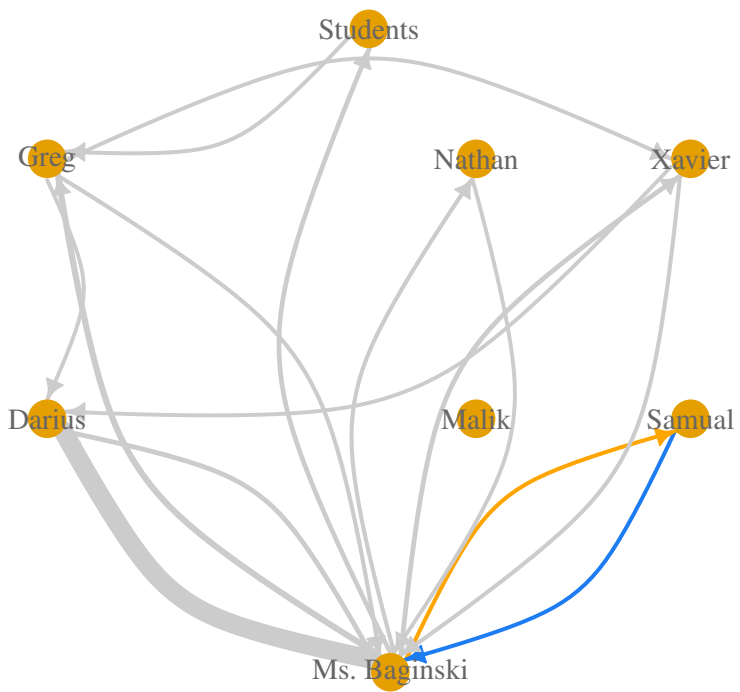 Students
Greg
Nathan
Xavier
Darius
Malik
Samual
Ms. Baginski